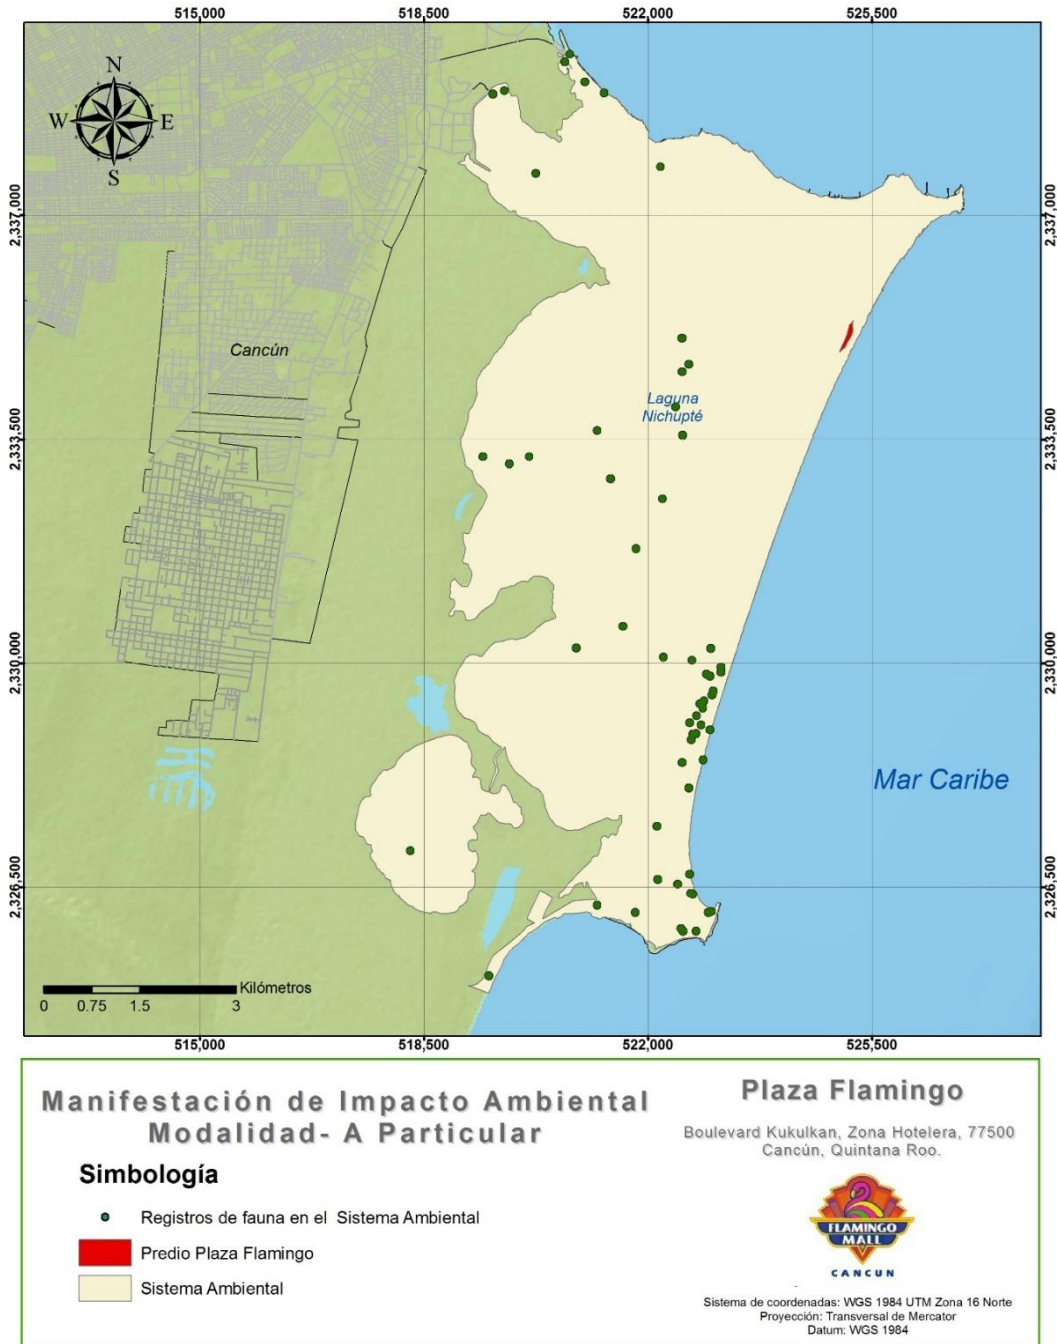 515,000 518,500 522,000 525,500
N
W E
S
2,337,000 2,337,000
Cancún
Laguna
Nichupté
2,333,500 2,333,500
2,330,000 2,330,000
Mar Caribe
2,326,500 2,326,500
Kilómetros
0 0.75 1.5 3
515,000 518,500 522,000 525,500
Manifestación de Impacto Ambiental
Modalidad- A Particular
Simbología
Registros de fauna en el Sistema Ambiental
Predio Plaza Flamingo
Sistema Ambiental
Plaza Flamingo
Boulevard Kukulkan, Zona Hotelera, 77500
Cancún, Quintana Roo.
FLAMINGO
MALL
CANCUN
Sistema de coordenadas: WGS 1984 UTM Zona 16 Norte
Proyección: Transversal de Mercator
Datum: WGS 1984